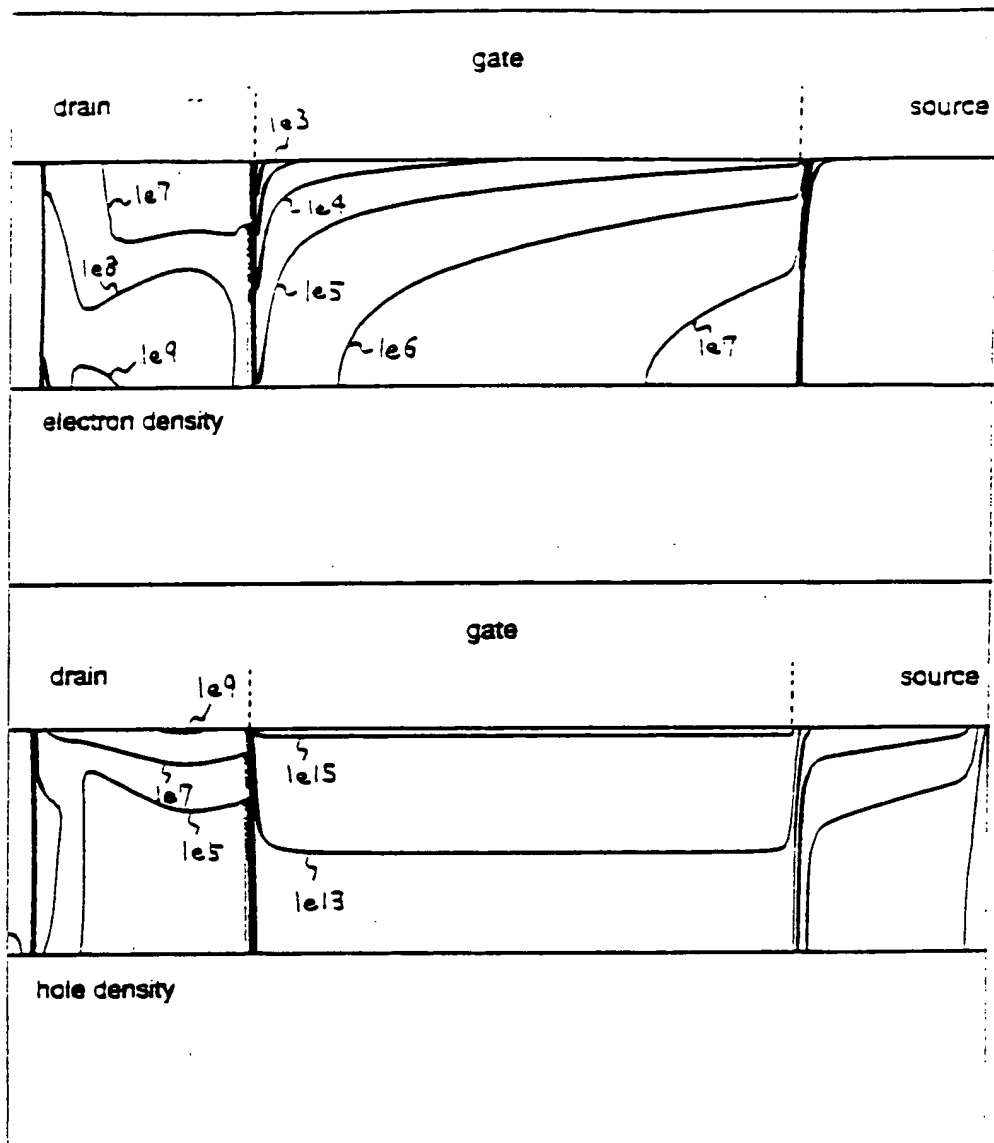 gate
drain
source
1e3
1e7
1e4
1e8
1e5
1e9
1e6
1e7
electron density
gate
drain
source
1e9
1e15
1e7
1e5
1e13
hole density